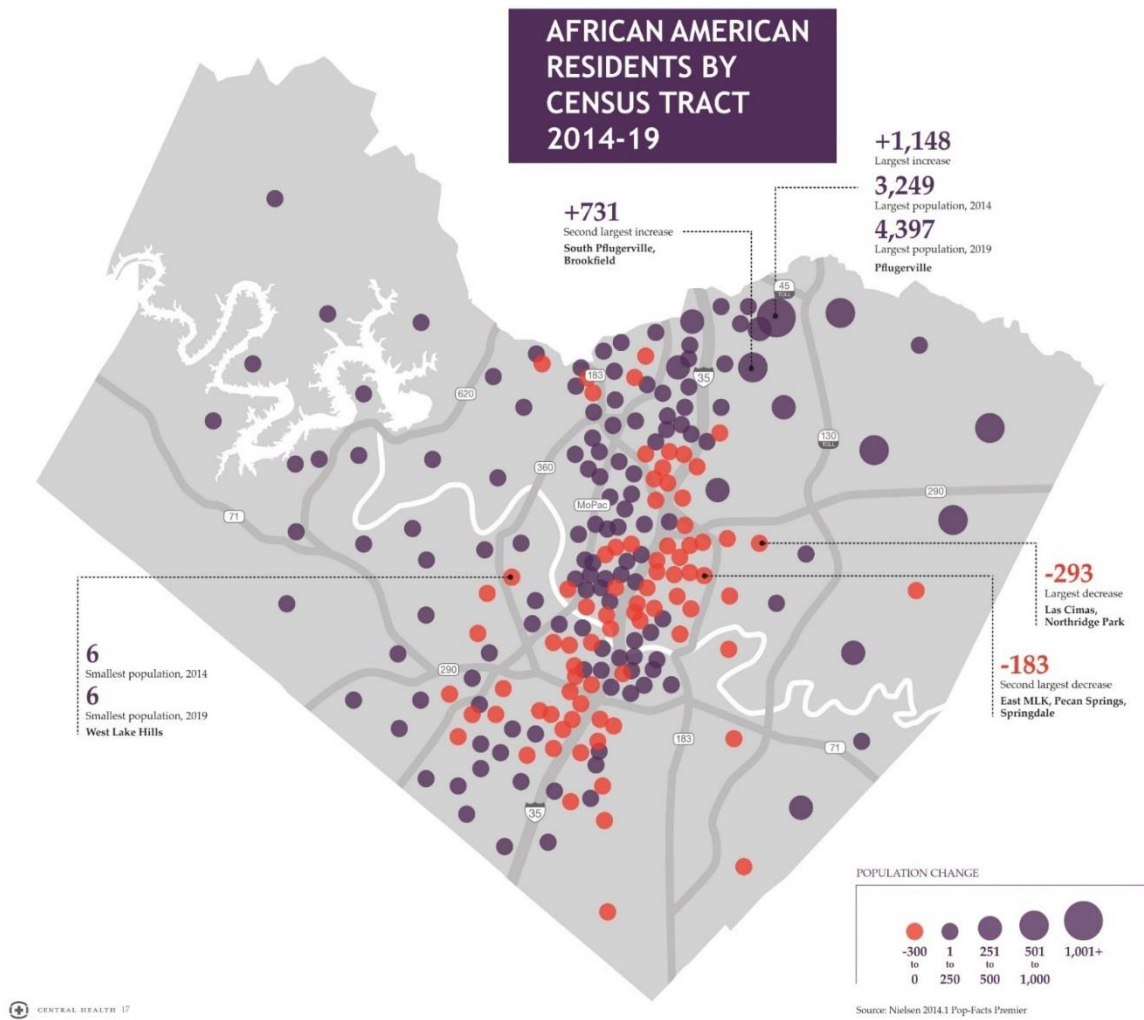 AFRICAN AMERICAN
RESIDENTS BY
CENSUS TRACT
2014-19
+1,148
Largest increase
3,249
Largest population, 2014
4,397
Largest population, 2019
Pflugerville
+731
Second largest increase
South Pflugerville,
Brookfield
45
TOLL
183
35
620
130
TOLL
360
290
MoPac
71
-293
Largest decrease
Las Cimas,
Northridge Park
6
Smallest population, 2014
6
Smallest population, 2019
West Lake Hills
290
-183
Second largest decrease
East MLK, Pecan Springs,
Springdale
183
71
35
POPULATION CHANGE
-300 1 251 501 1,001+
to to to to
0 250 500 1,000
CENTRAL HEALTH 17
Source: Nielsen 2014.1 Pop-Facts Premier